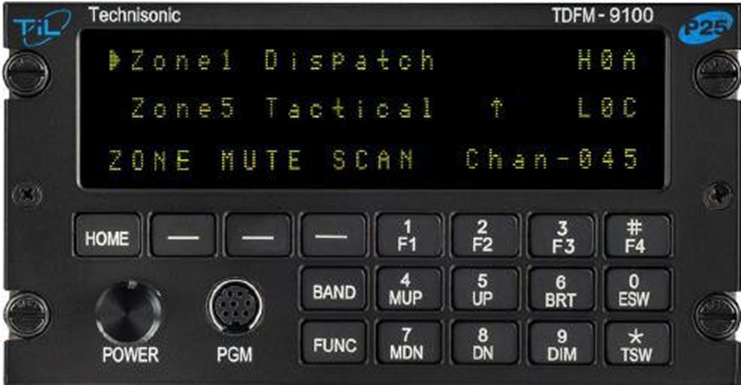 TiL Technisonic TDFM-9100 P25
Zone1 Dispatch H0A
Zone5 Tactical ↑ L0C
ZONE MUTE SCAN Chan-045
HOME — — — 1 F1 2 F2 3 F3 # F4
BAND 4 MUP 5 UP 6 BRT 0 ESW
FUNC 7 MDN 8 DN 9 DIM * TSW
POWER PGM